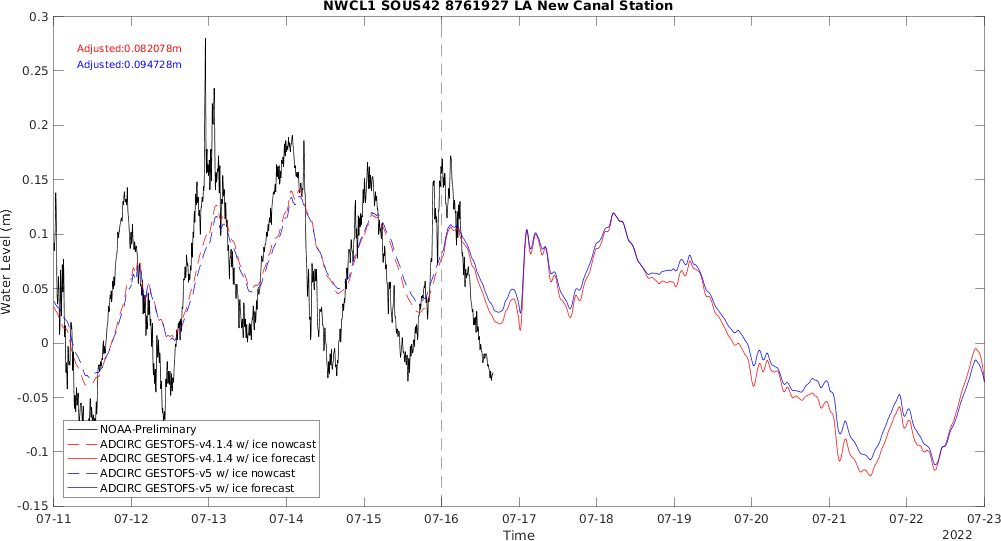 NWCL1 SOUS42 8761927 LA New Canal Station
Adjusted:0.082078m
Adjusted:0.094728m
Water Level (m)
0.3
0.25
0.2
0.15
0.1
0.05
0
-0.05
-0.1
-0.15
NOAA-Preliminary
ADCIRC GESTOFS-v4.1.4 w/ ice nowcast
ADCIRC GESTOFS-v4.1.4 w/ ice forecast
ADCIRC GESTOFS-v5 w/ ice nowcast
ADCIRC GESTOFS-v5 w/ ice forecast
07-11 07-12 07-13 07-14 07-15 07-16 07-17 07-18 07-19 07-20 07-21 07-22 07-23
Time
2022